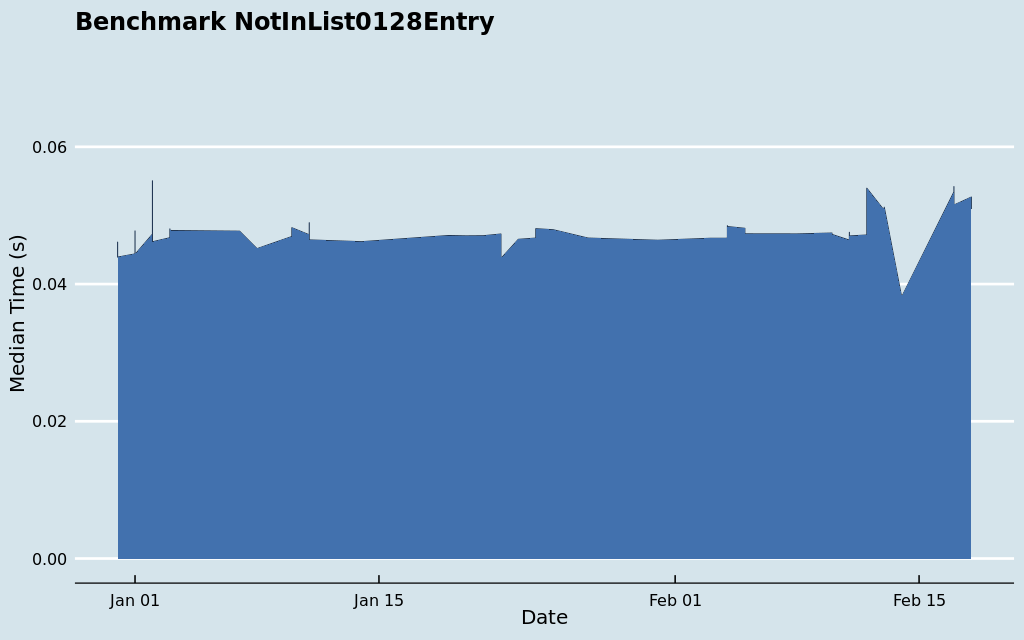 Benchmark NotInList0128Entry
Median Time (s)
0.06
0.04
0.02
0.00
Jan 01
Jan 15
Feb 01
Feb 15
Date